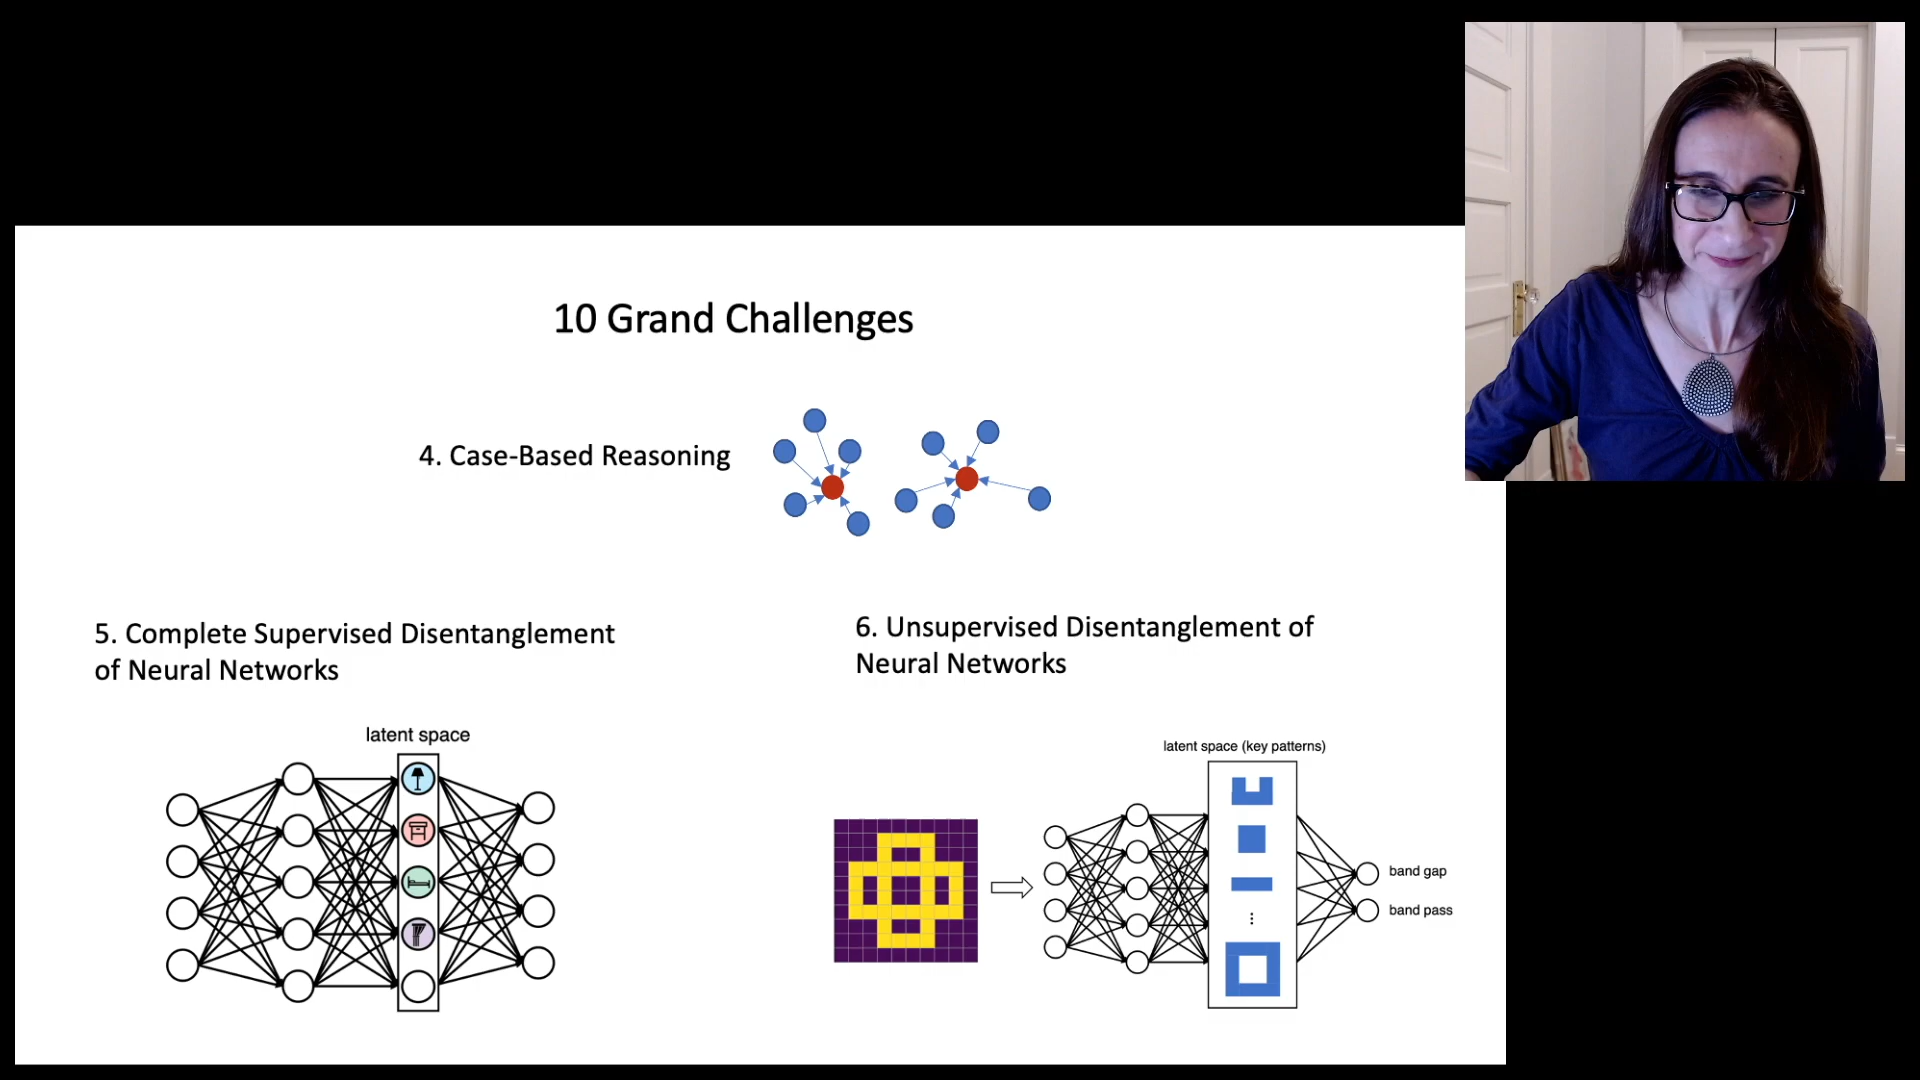 10 Grand Challenges
4. Case-Based Reasoning
5. Complete Supervised Disentanglement
of Neural Networks
6. Unsupervised Disentanglement of
Neural Networks
latent space
latent space (key patterns)
band gap
band pass